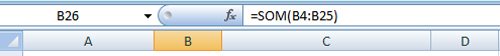 B26 fx =SOM(B4:B25)
A B C D